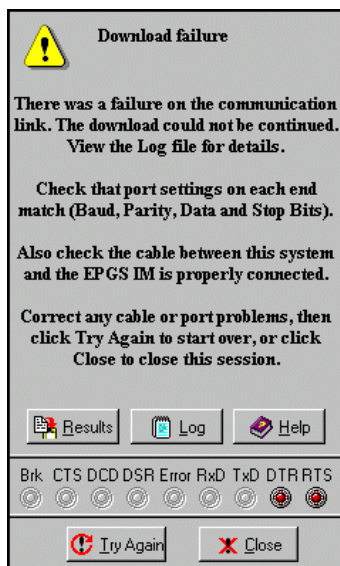 Download failure
There was a failure on the communication
link. The download could not be continued.
View the Log file for details.
Check that port settings on each end
match (Baud, Parity, Data and Stop Bits).
Also check the cable between this system
and the EPGS IM is properly connected.
Correct any cable or port problems, then
click Try Again to start over, or click
Close to close this session.
Results Log Help
Brk CTS DCD DSR Error RxD TxD DTR RTS
Try Again Close